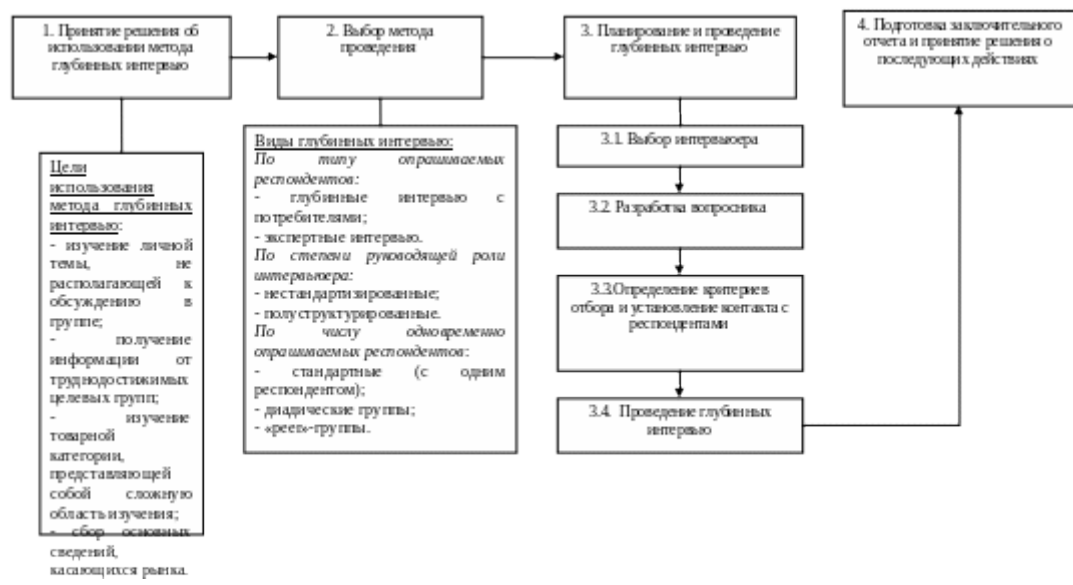 1. Принятие решения об
использовании метода
глубинных интервью
2. Выбор метода
проведения
3. Планирование и проведение
глубинных интервью
4. Подготовка заключительного
отчета и принятие решения о
последующих действиях
Цели
использования
метода глубинных
интервью:
- изучение личной
темы, не
располагающей к
обсуждению в
группе;
- получение
информации от
труднодостижимых
целевых групп;
- изучение
товарной
категории,
представляющей
собой сложную
область изучения;
- сбор основных
сведений,
касающихся рынка.
Виды глубинных интервью:
По типу опрашиваемых
респондентов:
- глубинные интервью с
потребителями;
- экспертные интервью.
По степени руководящей роли
интервьюера:
- нестандартизированные;
- полуструктурированные.
По числу одновременно
опрашиваемых респондентов:
- стандартные (с одним
респондентом);
- диадические группы;
- «peer»-группы.
3.1. Выбор интервьюера
3.2. Разработка вопросника
3.3.Определение критериев
отбора и установление контакта с
респондентами
3.4. Проведение глубинных
интервью